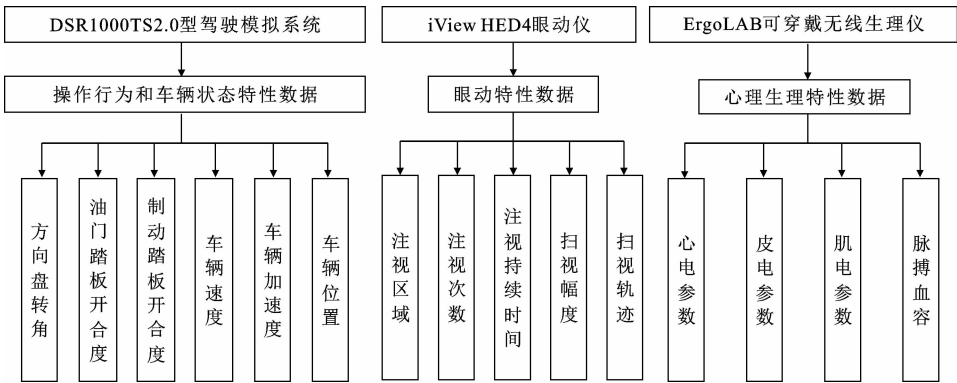 DSR1000TS2.0型驾驶模拟系统
iView HED4眼动仪
ErgoLAB可穿戴无线生理仪
操作行为和车辆状态特性数据
眼动特性数据
心理生理特性数据
方向盘转角
油门踏板开合度
制动踏板开合度
车辆速度
车辆加速度
车辆位置
注视区域
注视次数
注视持续时间
扫视幅度
扫视轨迹
心电参数
皮电参数
肌电参数
脉搏血容